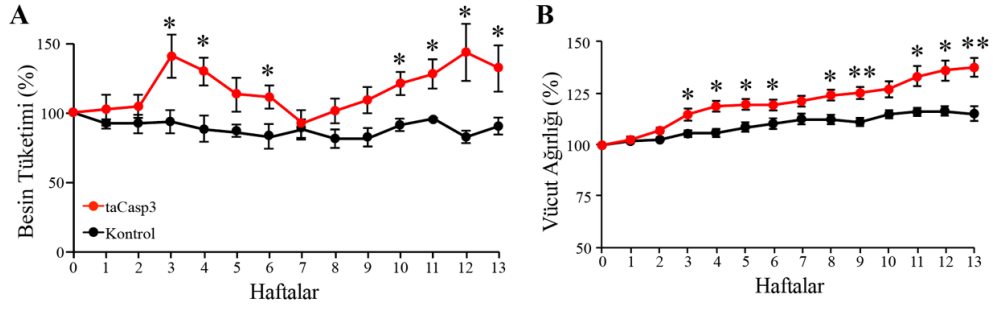 A
Besin Tüketimi (%)
150
100
50
0
* * * * * * *
taCasp3
Kontrol
0 1 2 3 4 5 6 7 8 9 10 11 12 13
Haftalar
B
Vücut Ağırlığı (%)
150
125
100
75
50
* * * * * ** * * **
0 1 2 3 4 5 6 7 8 9 10 11 12 13
Haftalar